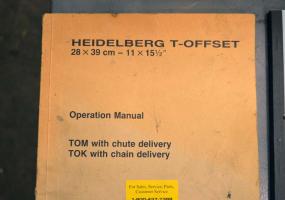 HEIDELBERG T-OFFSET
28 × 39 cm – 11 × 15½"
Operation Manual
TOM with chute delivery
TOK with chain delivery
For Sales, Service, Parts,
Customer Service